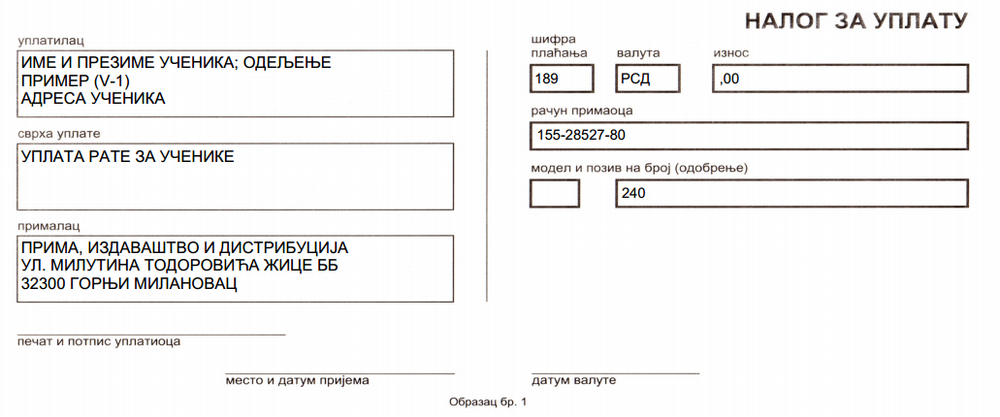 НАЛОГ ЗА УПЛАТУ
уплатилац
ИМЕ И ПРЕЗИМЕ УЧЕНИКА; ОДЕЉЕЊЕ
ПРИМЕР (V-1)
АДРЕСА УЧЕНИКА
сврха уплате
УПЛАТА РАТЕ ЗА УЧЕНИКЕ
прималац
ПРИМА, ИЗДАВАШТВО И ДИСТРИБУЦИЈА
УЛ. МИЛУТИНА ТОДОРОВИЋА ЖИЦЕ ББ
32300 ГОРЊИ МИЛАНОВАЦ
печат и потпис уплатиоца
место и датум пријема
шифра
плаћања
валута
износ
189
РСД
,00
рачун примаоца
155-28527-80
модел и позив на број (одобрење)
240
датум валуте
Образац бр. 1